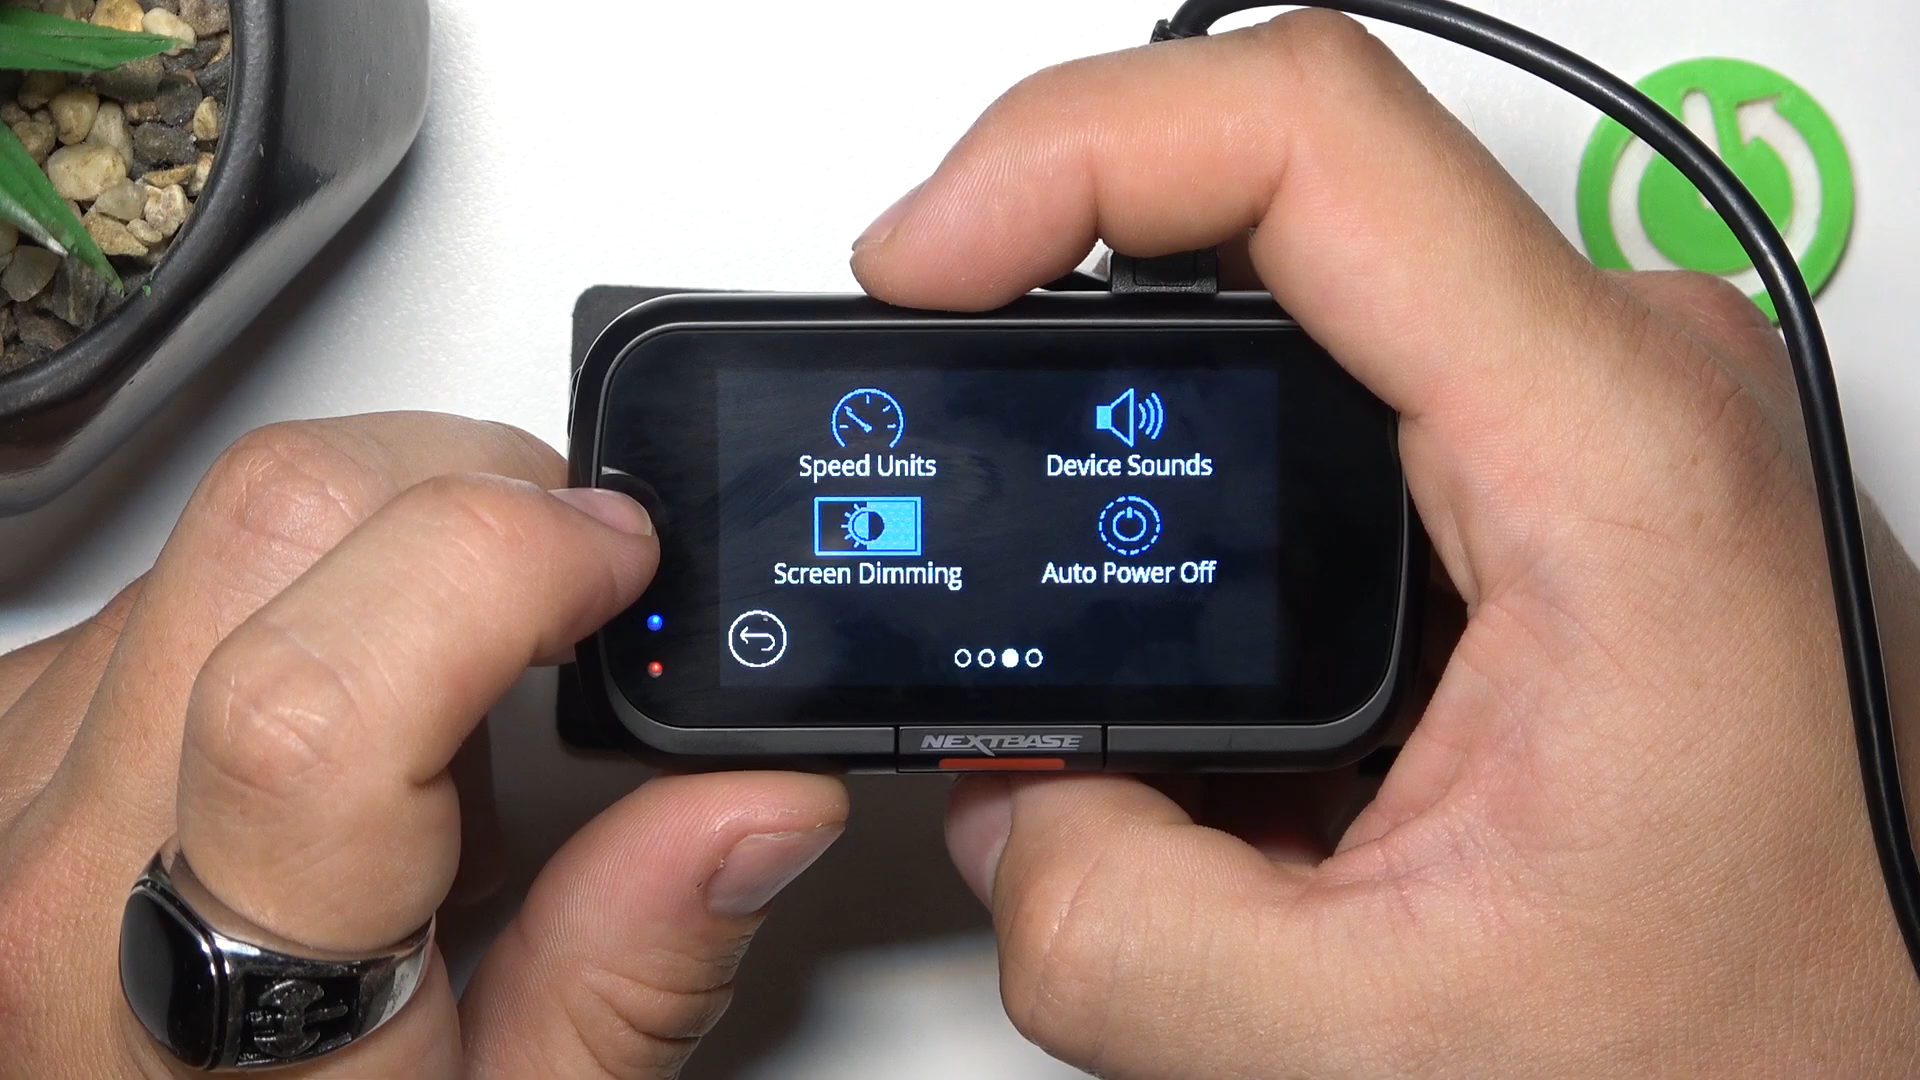 Speed Units
Device Sounds
Screen Dimming
Auto Power Off
NEXTBASE